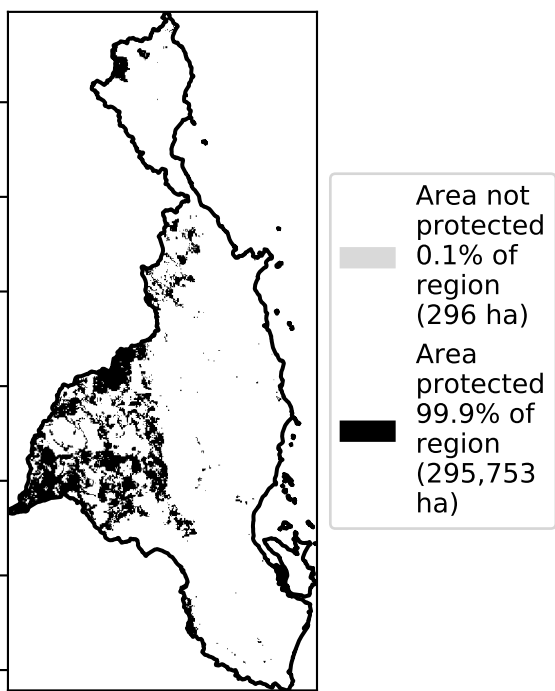 Area not
protected
0.1% of
region
(296 ha)
Area
protected
99.9% of
region
(295,753
ha)